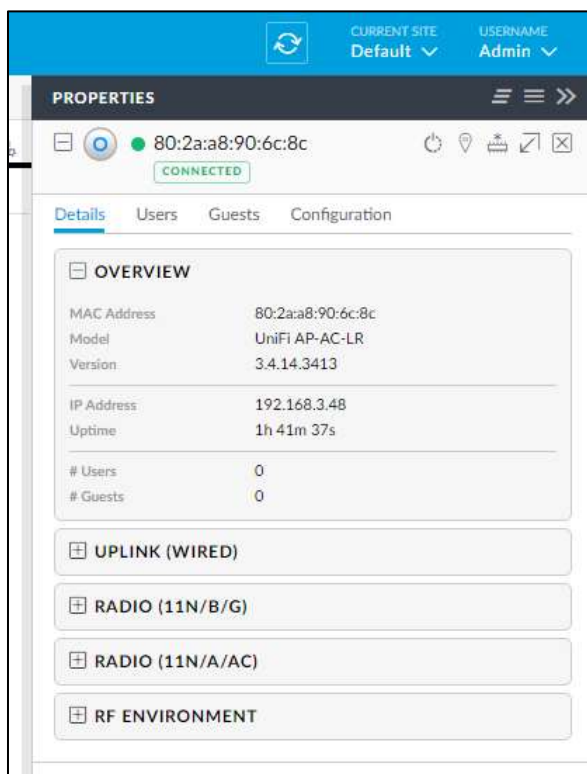 CURRENT SITE USERNAME
Default Admin
PROPERTIES
80:2a:a8:90:6c:8c
CONNECTED
Details Users Guests Configuration
OVERVIEW
MAC Address 80:2a:a8:90:6c:8c
Model UniFi AP-AC-LR
Version 3.4.14.3413
IP Address 192.168.3.48
Uptime 1h 41m 37s
# Users 0
# Guests 0
UPLINK (WIRED)
RADIO (11N/B/G)
RADIO (11N/A/AC)
RF ENVIRONMENT